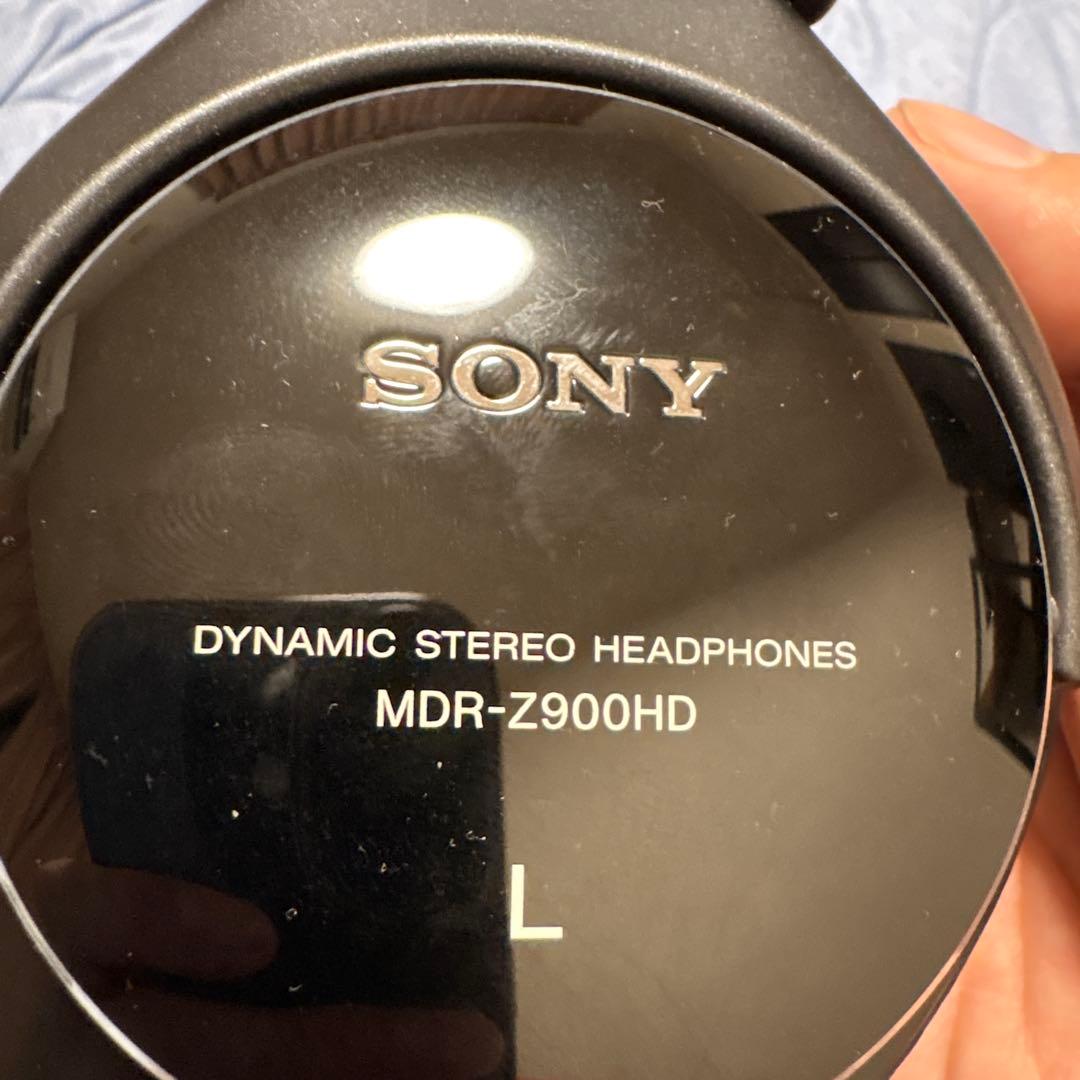 SONY
DYNAMIC STEREO HEADPHONES
MDR-Z900HD
L